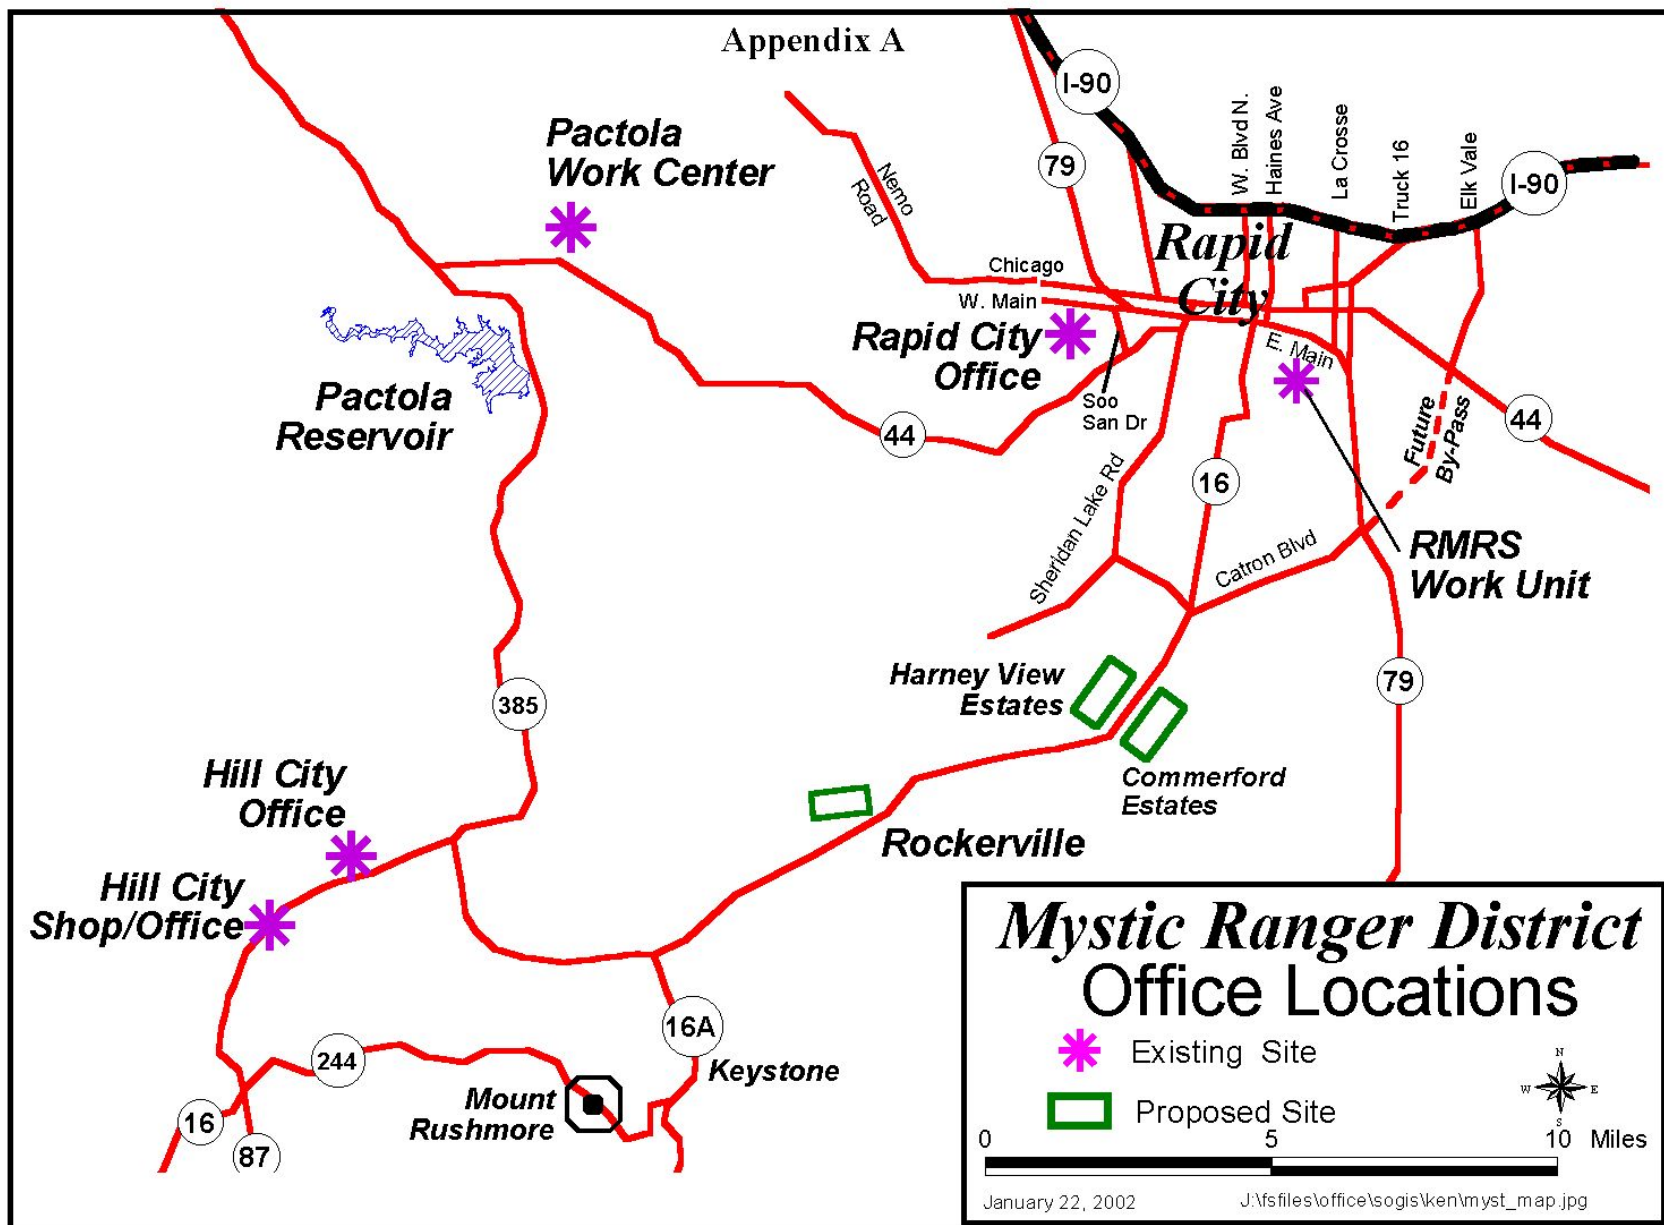 Appendix A
I-90
Pactola
Work Center
79
Nemo
Road
W. Blvd N.
Haines Ave
La Crosse
Truck 16
Elk Vale
I-90
Rapid
City
Chicago
W. Main
Rapid City
Office
E. Main
Soo
San Dr
Pactola
Reservoir
44
Future
By-Pass
44
Sheridan Lake Rd
16
Catron Blvd
RMRS
Work Unit
Harney View
Estates
79
385
Commerford
Estates
Hill City
Office
Rockerville
Hill City
Shop/Office
16A
244
Keystone
Mount
Rushmore
16
87
Mystic Ranger District
Office Locations
Existing Site
Proposed Site
N
W E
S
0 5 10 Miles
January 22, 2002 J:\fsfiles\office\sogis\ken\myst_map.jpg